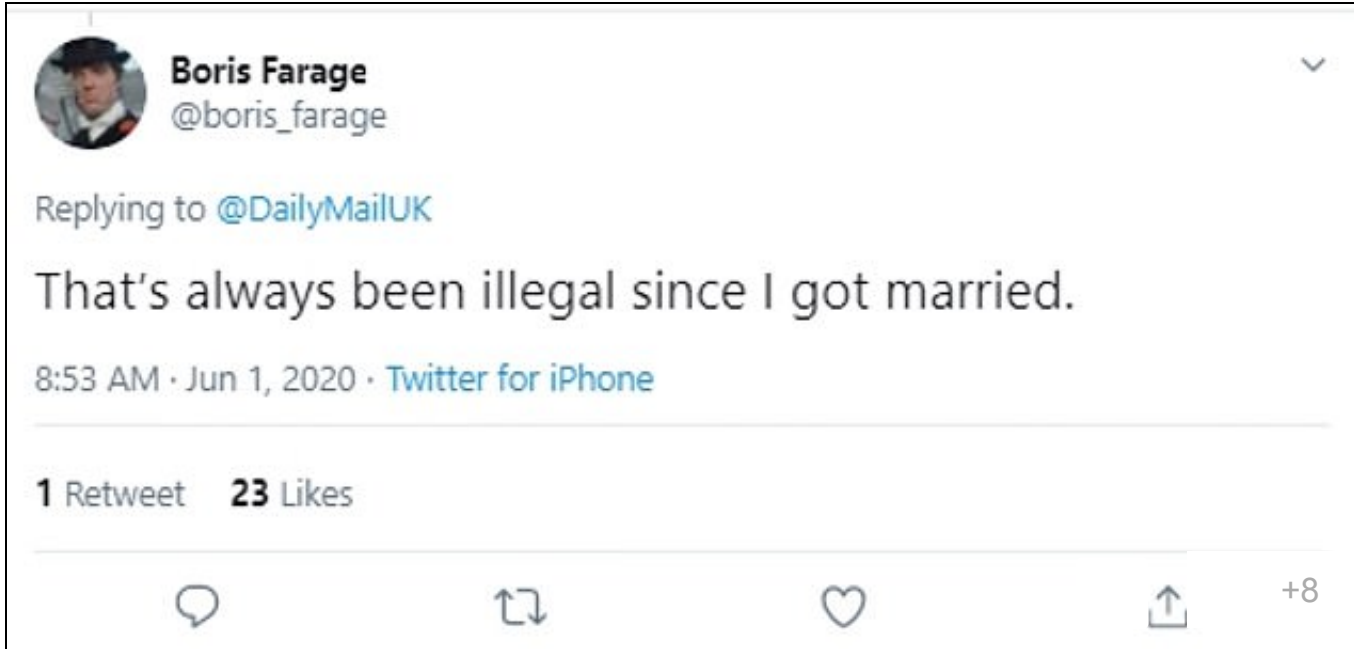 Boris Farage
@boris_farage
Replying to @DailyMailUK
That's always been illegal since I got married.
8:53 AM · Jun 1, 2020 · Twitter for iPhone
1 Retweet 23 Likes
+8